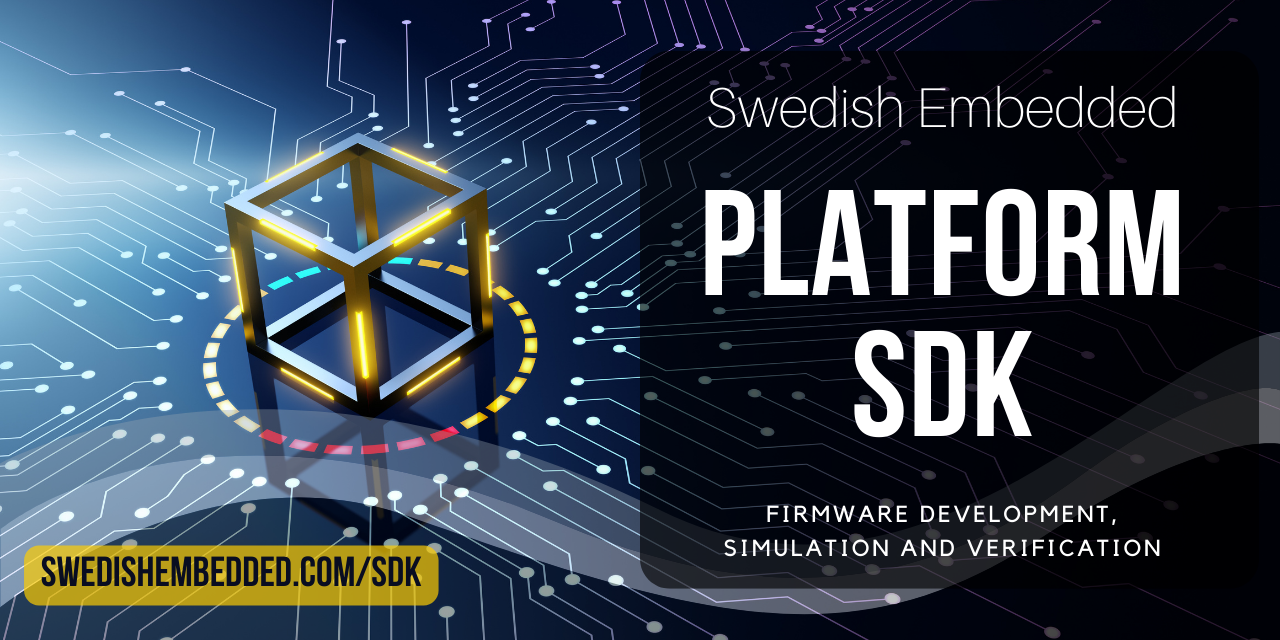 Swedish Embedded
PLATFORM
SDK
FIRMWARE DEVELOPMENT,
SIMULATION AND VERIFICATION
SWEDISHEMBEDDED.COM/SDK